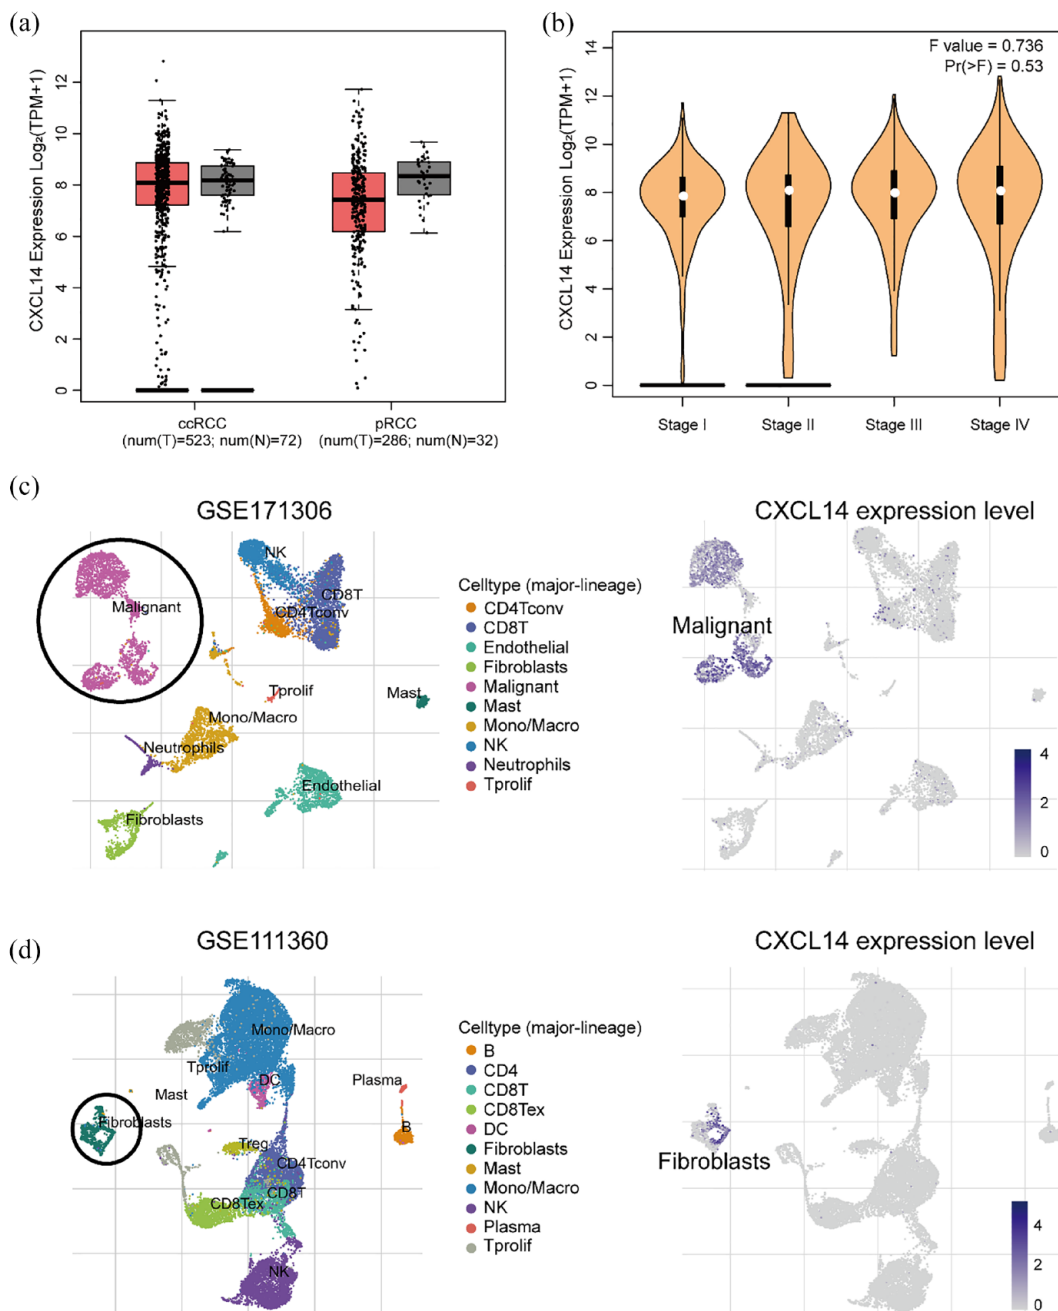 (a)
CXCL14 Expression Log₂(TPM+1)
12
10
8
6
4
2
0
ccRCC
(num(T)=523; num(N)=72)
pRCC
(num(T)=286; num(N)=32)
(b)
F value = 0.736
Pr(>F) = 0.53
CXCL14 Expression Log₂(TPM+1)
14
12
10
8
6
4
2
0
Stage I
Stage II
Stage III
Stage IV
(c)
GSE171306
NK
CD8T
CD4Tconv
Malignant
Tprolif
Mast
Mono/Macro
Neutrophils
Endothelial
Fibroblasts
Celltype (major-lineage)
CD4Tconv
CD8T
Endothelial
Fibroblasts
Malignant
Mast
Mono/Macro
NK
Neutrophils
Tprolif
CXCL14 expression level
Malignant
4
2
0
(d)
GSE111360
Mono/Macro
Tprolif
DC
Mast
Plasma
Fibroblasts
B
Treg
CD4Tconv
CD8T
CD8Tex
NK
Celltype (major-lineage)
B
CD4
CD8T
CD8Tex
DC
Fibroblasts
Mast
Mono/Macro
NK
Plasma
Tprolif
CXCL14 expression level
Fibroblasts
4
2
0